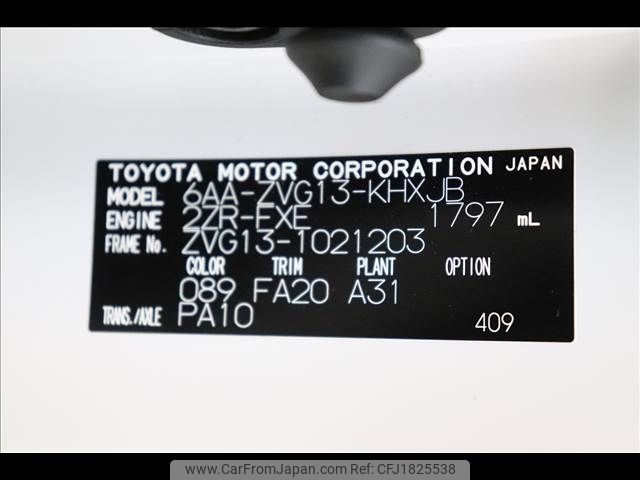 TOYOTA MOTOR CORPORATION JAPAN
MODEL 6AA-ZVG13-KHXJB
ENGINE 2ZR-FXE 1797 mL
FRAME No. ZVG13-1021203
COLOR TRIM PLANT OPTION
089 FA20 A31
TRANS./AXLE PA10
409
www.CarFromJapan.com CFJ1825538